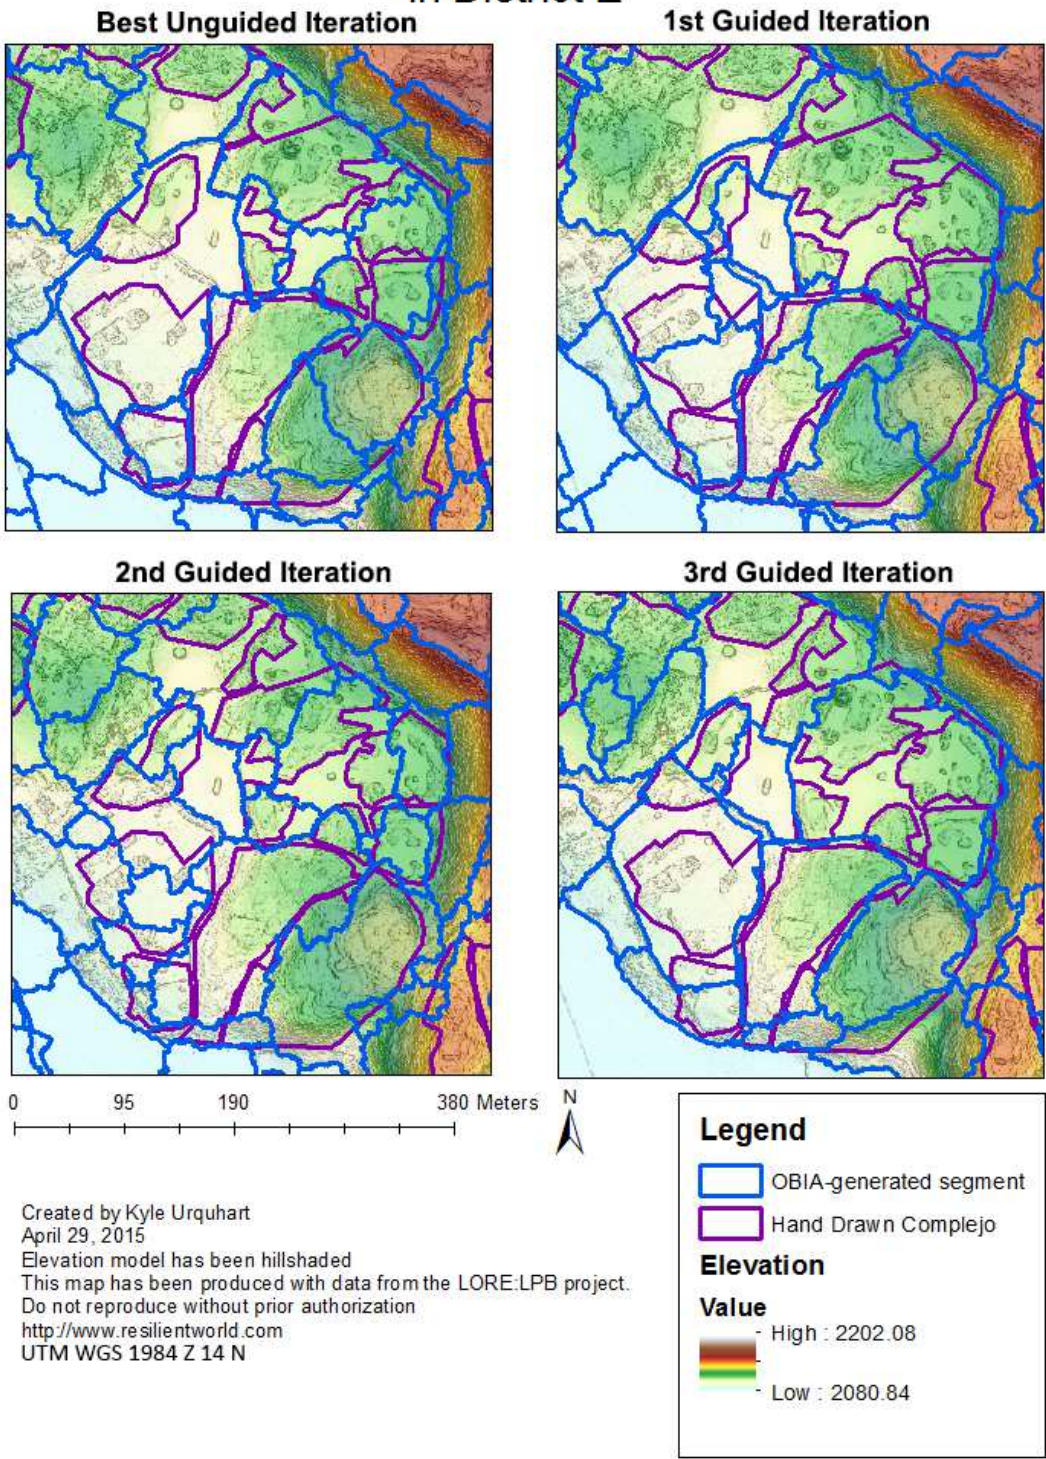 in District E
Best Unguided Iteration
1st Guided Iteration
2nd Guided Iteration
3rd Guided Iteration
0 95 190 380 Meters
N
Legend
OBIA-generated segment
Hand Drawn Complejo
Elevation
Value
High : 2202.08
Low : 2080.84
Created by Kyle Urquhart
April 29, 2015
Elevation model has been hillshaded
This map has been produced with data from the LORE:LPB project.
Do not reproduce without prior authorization
http://www.resilientworld.com
UTM WGS 1984 Z 14 N